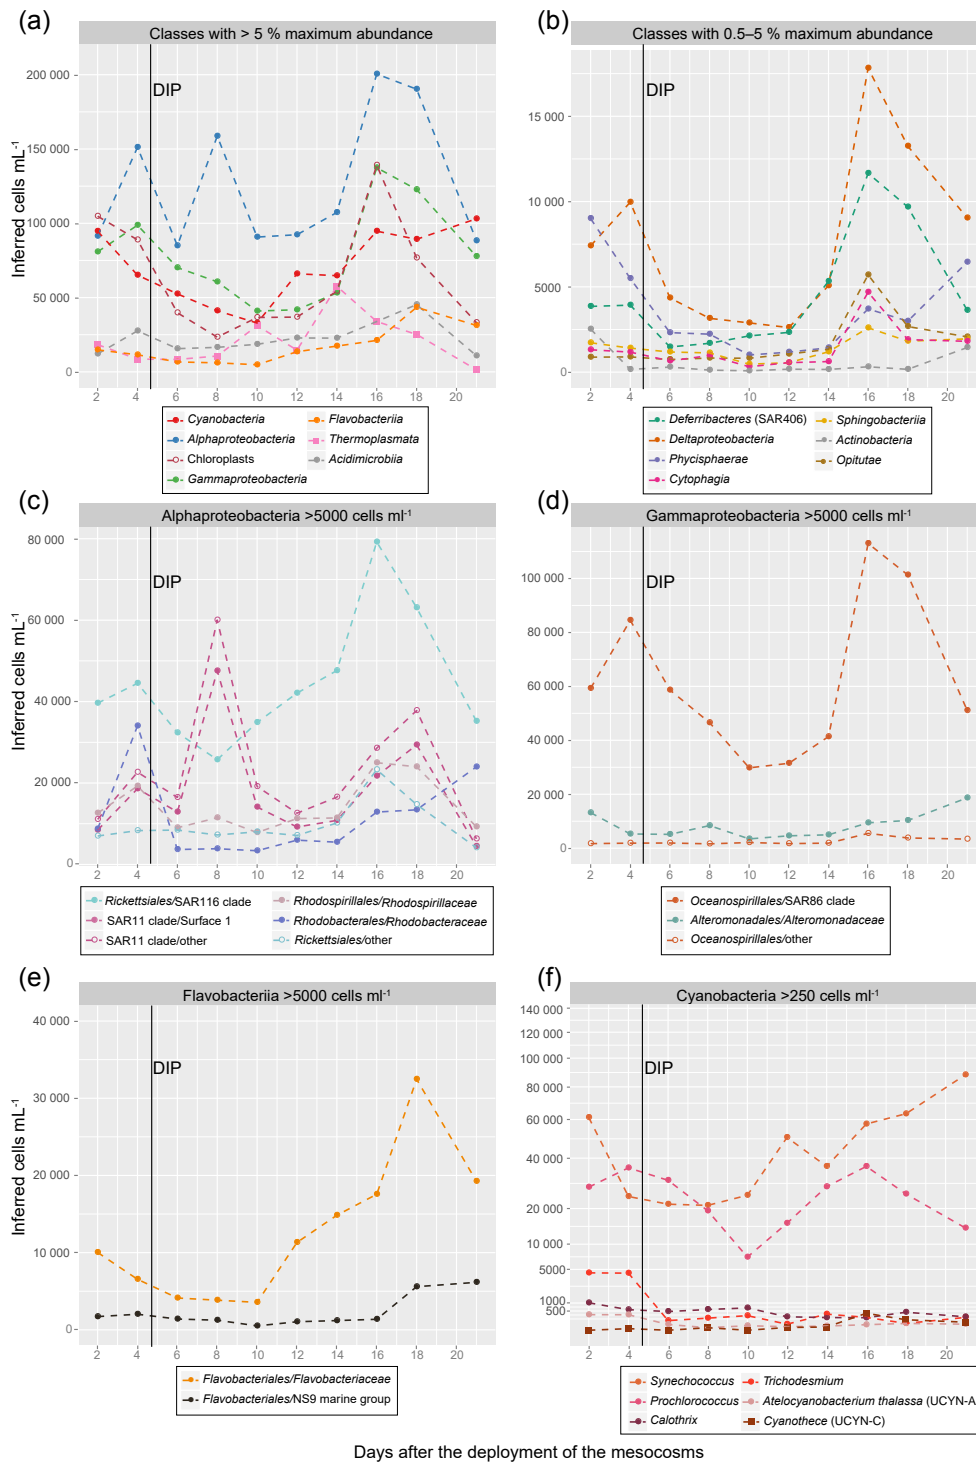 (a)
Classes with > 5 % maximum abundance
200 000
150 000
100 000
50 000
0
DIP
2 4 6 8 10 12 14 16 18 20
Inferred cells mL-1
Cyanobacteria
Alphaproteobacteria
Chloroplasts
Gammaproteobacteria
Flavobacteriia
Thermoplasmata
Acidimicrobiia
(b)
Classes with 0.5–5 % maximum abundance
15 000
10 000
5000
0
DIP
2 4 6 8 10 12 14 16 18 20
Deferribacteres (SAR406)
Deltaproteobacteria
Phycisphaerae
Cytophagia
Sphingobacteriia
Actinobacteria
Opitutae
(c)
Alphaproteobacteria >5000 cells ml-1
80 000
60 000
40 000
20 000
0
DIP
2 4 6 8 10 12 14 16 18 20
Inferred cells mL-1
Rickettsiales/SAR116 clade
SAR11 clade/Surface 1
SAR11 clade/other
Rhodospirillales/Rhodospirillaceae
Rhodobacterales/Rhodobacteraceae
Rickettsiales/other
(d)
Gammaproteobacteria >5000 cells ml-1
100 000
80 000
60 000
40 000
20 000
0
DIP
2 4 6 8 10 12 14 16 18 20
Oceanospirillales/SAR86 clade
Alteromonadales/Alteromonadaceae
Oceanospirillales/other
(e)
Flavobacteriia >5000 cells ml-1
40 000
30 000
20 000
10 000
0
DIP
2 4 6 8 10 12 14 16 18 20
Inferred cells mL-1
Flavobacteriales/Flavobacteriaceae
Flavobacteriales/NS9 marine group
(f)
Cyanobacteria >250 cells ml-1
140 000
120 000
100 000
80 000
60 000
40 000
20 000
10 000
5000
1000
500
DIP
2 4 6 8 10 12 14 16 18 20
Synechococcus
Prochlorococcus
Calothrix
Trichodesmium
Atelocyanobacterium thalassa (UCYN-A
Cyanothece (UCYN-C)
Days after the deployment of the mesocosms